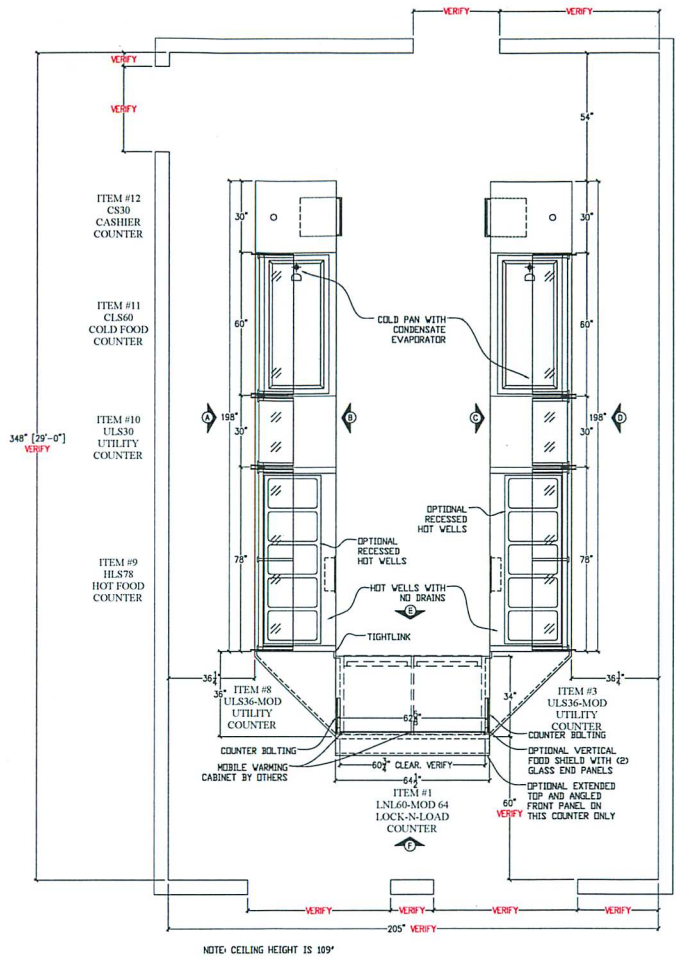 VERIFY
VERIFY
VERIFY
VERIFY
54"
ITEM #12
CS30
CASHIER
COUNTER
30"
30"
30"
ITEM #11
CLS60
COLD FOOD
COUNTER
60"
COLD PAN WITH
CONDENSATE
EVAPORATOR
60"
60"
ITEM #10
ULS30
UTILITY
COUNTER
A
198"
B
C
198"
D
30"
30"
30"
348" [29'-0"]
VERIFY
OPTIONAL
RECESSED
HOT WELLS
OPTIONAL
RECESSED
HOT WELLS
ITEM #9
HLS78
HOT FOOD
COUNTER
78"
78"
78"
HOT WELLS WITH
NO DRAINS
E
TIGHTLINK
36 1/4"
36"
ITEM #8
ULS36-MOD
UTILITY
COUNTER
34"
ITEM #3
ULS36-MOD
UTILITY
COUNTER
36 1/4"
COUNTER BOLTING
COUNTER BOLTING
MOBILE WARMING
CABINET BY OTHERS
60 3/4" CLEAR. VERIFY
64 1/2"
OPTIONAL VERTICAL
FOOD SHIELD WITH (2)
GLASS END PANELS
OPTIONAL EXTENDED
TOP AND ANGLED
FRONT PANEL ON
THIS COUNTER ONLY
ITEM #1
LNL60-MOD 64
LOCK-N-LOAD
COUNTER
60"
VERIFY
F
VERIFY
VERIFY
VERIFY
VERIFY
205" VERIFY
NOTE: CEILING HEIGHT IS 109"